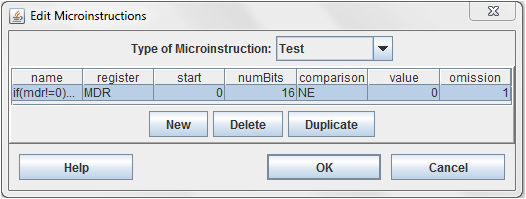 Edit Microinstructions
Type of Microinstruction: Test
name register start numBits comparison value omission
if(mdr!=0)... MDR 0 16 NE 0 1
New Delete Duplicate
Help OK Cancel